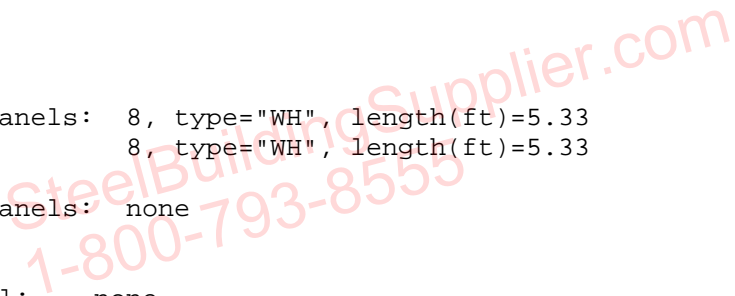 anels: 8, type="WH", length(ft)=5.33
8, type="WH", length(ft)=5.33
anels: none
none
SteelBuildingSupplier.com
1-800-793-8555